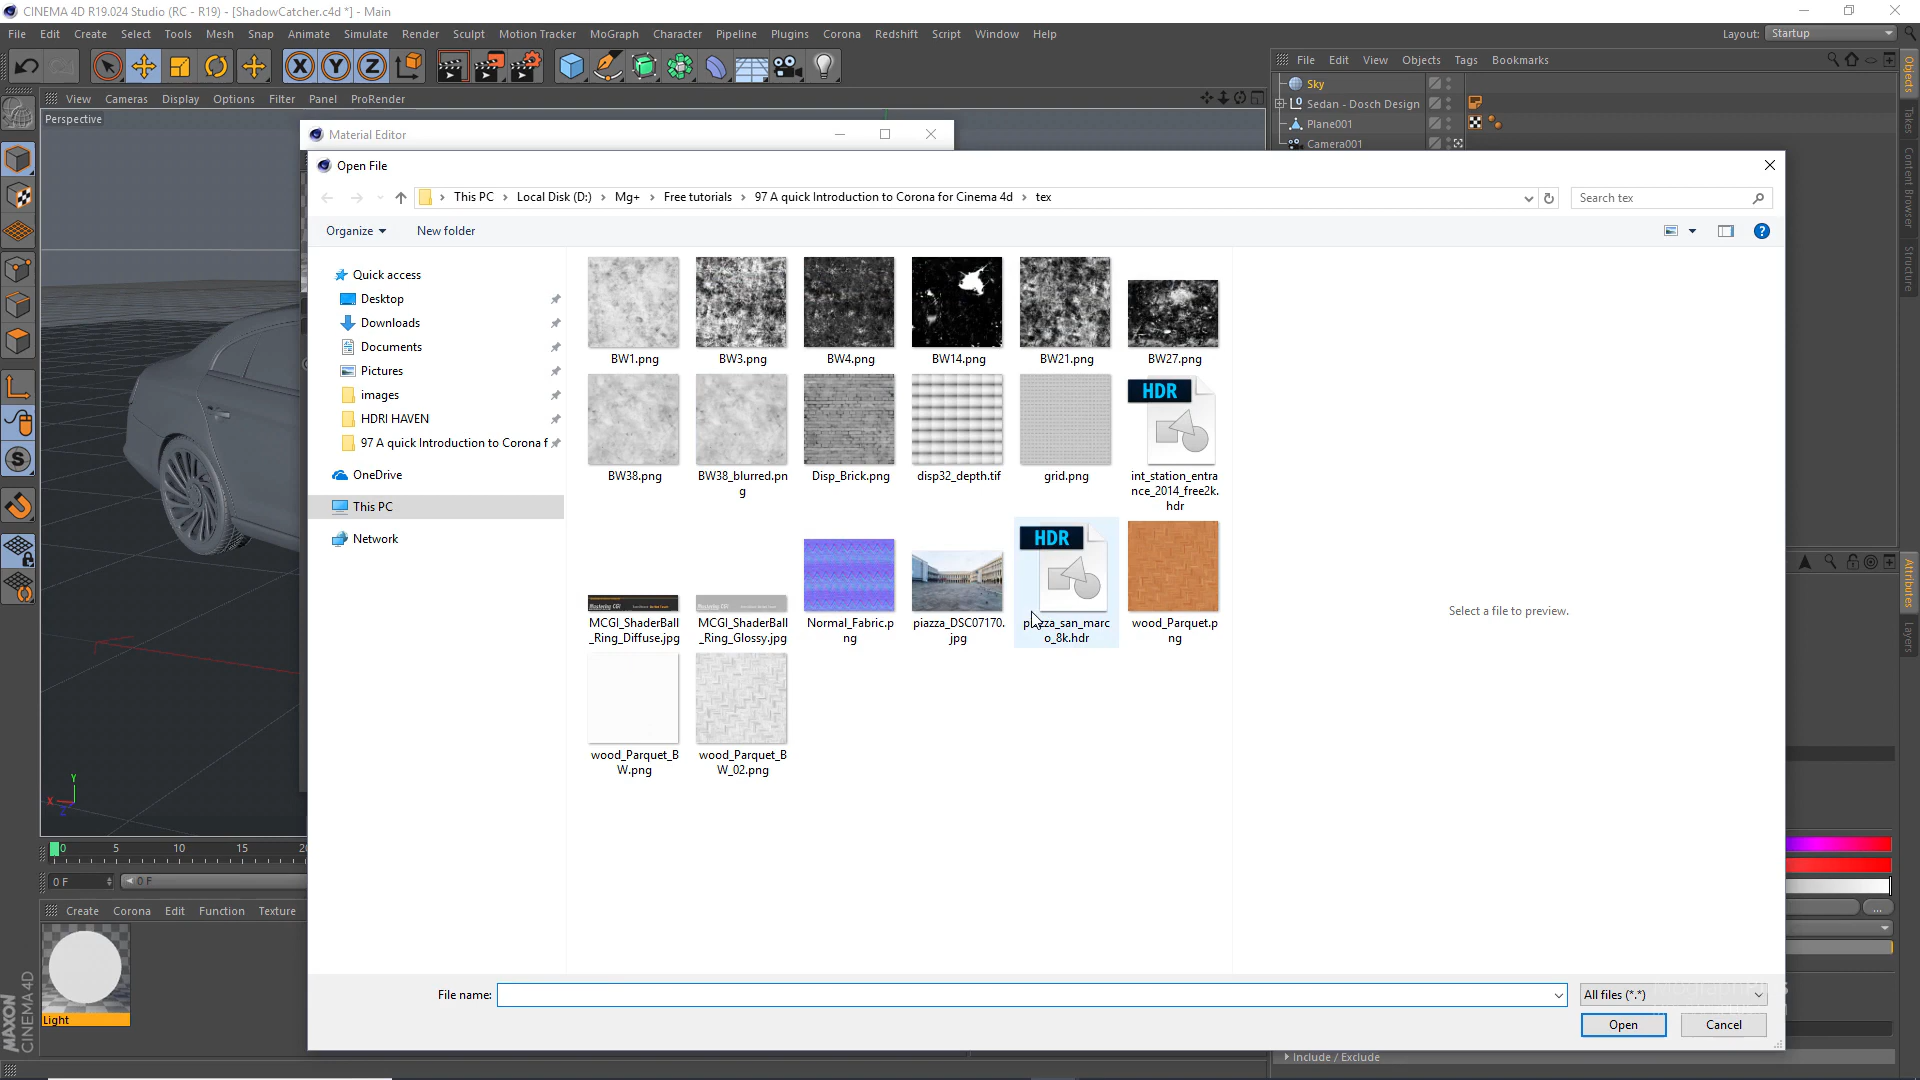 CINEMA 4D R19.024 Studio (RC - R19) - [ShadowCatcher.c4d *] - Main
File Edit Create Select Tools Mesh Snap Animate Simulate Render Sculpt Motion Tracker MoGraph Character Pipeline Plugins Corona Redshift Script Window Help
Layout: Startup
X Y Z
File Edit View Objects Tags Bookmarks
View Cameras Display Options Filter Panel ProRender
Perspective
Sky
Sedan - Dosch Design
Plane001
Camera001
Objects
Takes
Content Browser
Structure
Attributes
Layers
Material Editor
Open File
This PC > Local Disk (D:) > Mg+ > Free tutorials > 97 A quick Introduction to Corona for Cinema 4d > tex
Search tex
Organize
New folder
Quick access
Desktop
Downloads
Documents
Pictures
images
HDRI HAVEN
97 A quick Introduction to Corona f
OneDrive
This PC
Network
BW1.png
BW3.png
BW4.png
BW14.png
BW21.png
BW27.png
HDR
BW38.png
BW38_blurred.pn
g
Disp_Brick.png
disp32_depth.tif
grid.png
int_station_entra
nce_2014_free2k.
hdr
HDR
MCGI_ShaderBall
_Ring_Diffuse.jpg
MCGI_ShaderBall
_Ring_Glossy.jpg
Normal_Fabric.p
ng
piazza_DSC07170.
jpg
piazza_san_marc
o_8k.hdr
wood_Parquet.p
ng
wood_Parquet_B
W.png
wood_Parquet_B
W_02.png
Select a file to preview.
File name:
All files (*.*)
Open
Cancel
Y
X
Z
0 5 10 15
0 F
0 F
Create Corona Edit Function Texture
Light
MAXON
CINEMA 4D
...
Include / Exclude